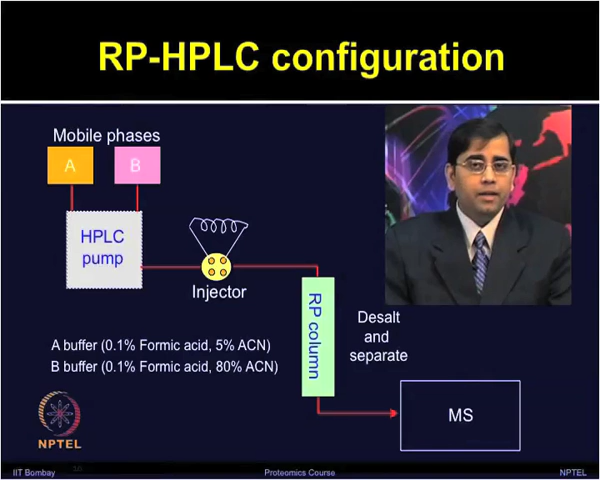 RP-HPLC configuration
Mobile phases
A
B
HPLC
pump
Injector
RP column
Desalt
and
separate
A buffer (0.1% Formic acid, 5% ACN)
B buffer (0.1% Formic acid, 80% ACN)
MS
NPTEL
IIT Bombay
Proteomics Course
NPTEL